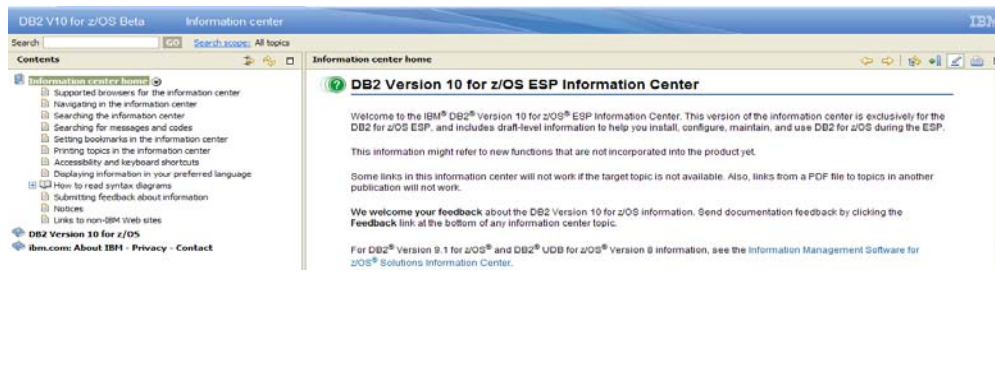 DB2 V10 for z/OS Beta Information center IBM
Search GO Search scope: All topics
Contents
Information center home
Supported browsers for the information center
Navigating in the information center
Searching the information center
Searching for messages and codes
Setting bookmarks in the information center
Printing topics in the information center
Accessibility and keyboard shortcuts
Displaying information in your preferred language
How to read syntax diagrams
Submitting feedback about information
Notices
Links to non-IBM Web sites
DB2 Version 10 for z/OS
ibm.com: About IBM - Privacy - Contact
Information center home
DB2 Version 10 for z/OS ESP Information Center
Welcome to the IBM® DB2® Version 10 for z/OS® ESP Information Center. This version of the information center is exclusively for the
DB2 for z/OS ESP, and includes draft-level information to help you install, configure, maintain, and use DB2 for z/OS during the ESP.
This information might refer to new functions that are not incorporated into the product yet.
Some links in this information center will not work if the target topic is not available. Also, links from a PDF file to topics in another
publication will not work.
We welcome your feedback about the DB2 Version 10 for z/OS information. Send documentation feedback by clicking the
Feedback link at the bottom of any information center topic.
For DB2® Version 9.1 for z/OS® and DB2® UDB for z/OS® Version 8 information, see the Information Management Software for
z/OS® Solutions Information Center.